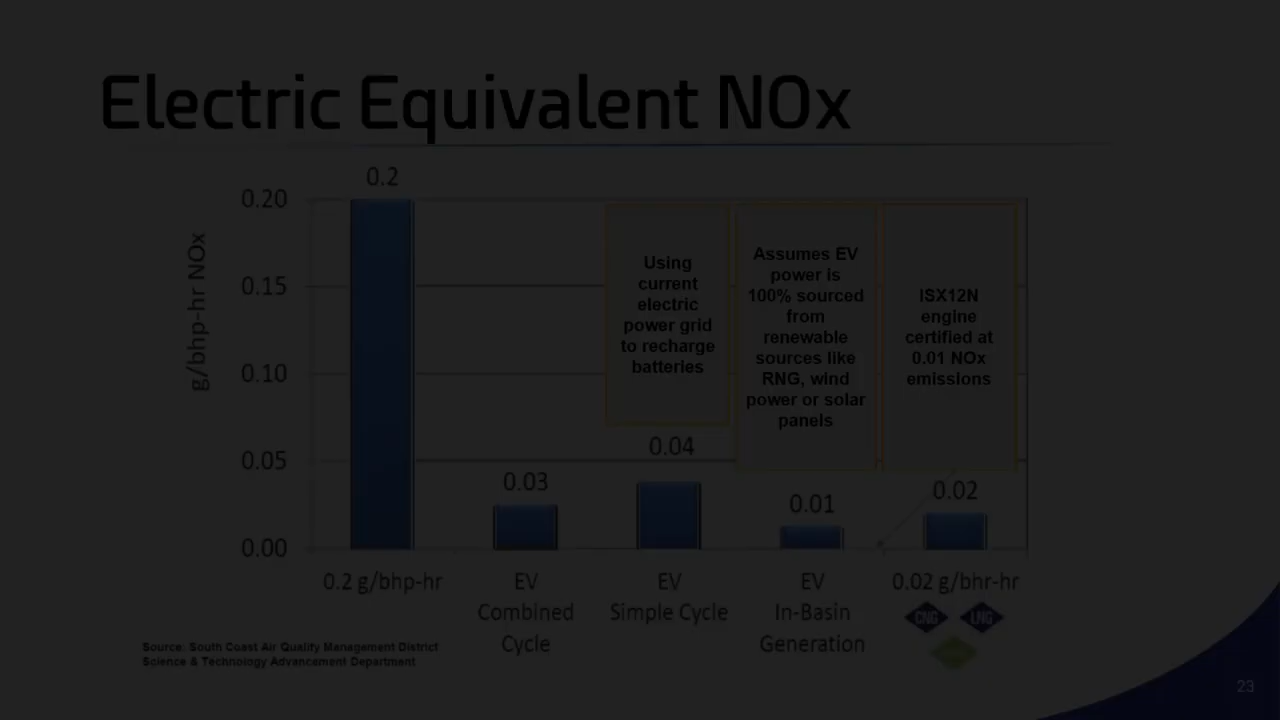 Electric Equivalent NOx
0.2
0.20
0.15
0.10
0.05
0.00
g/bhp-hr NOx
Using
current
electric
power grid
to recharge
batteries
Assumes EV
power is
100% sourced
from
renewable
sources like
RNG, wind
power or solar
panels
ISX12N
engine
certified at
0.01 NOx
emissions
0.03
0.04
0.01
0.02
0.2 g/bhp-hr
EV
Combined
Cycle
EV
Simple Cycle
EV
In-Basin
Generation
0.02 g/bhr-hr
CNG
LNG
Source: South Coast Air Quality Management District
Science & Technology Advancement Department
23